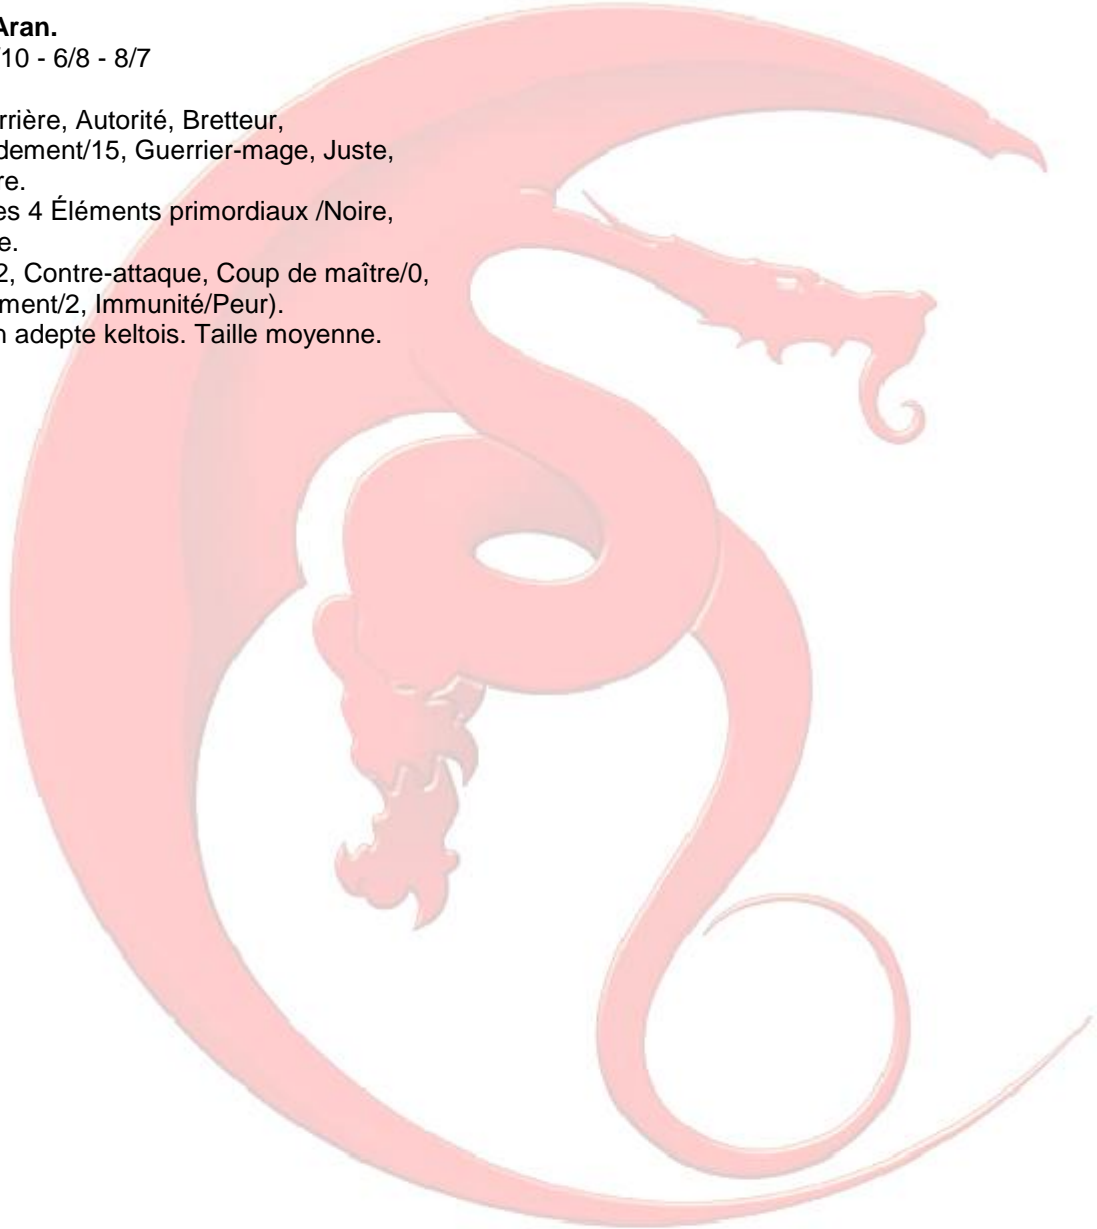 Aran.
/10 - 6/8 - 8/7
rrière, Autorité, Bretteur,
dement/15, Guerrier-mage, Juste,
re.
es 4 Éléments primordiaux /Noire,
e.
2, Contre-attaque, Coup de maître/0,
ment/2, Immunité/Peur).
n adepte keltois. Taille moyenne.